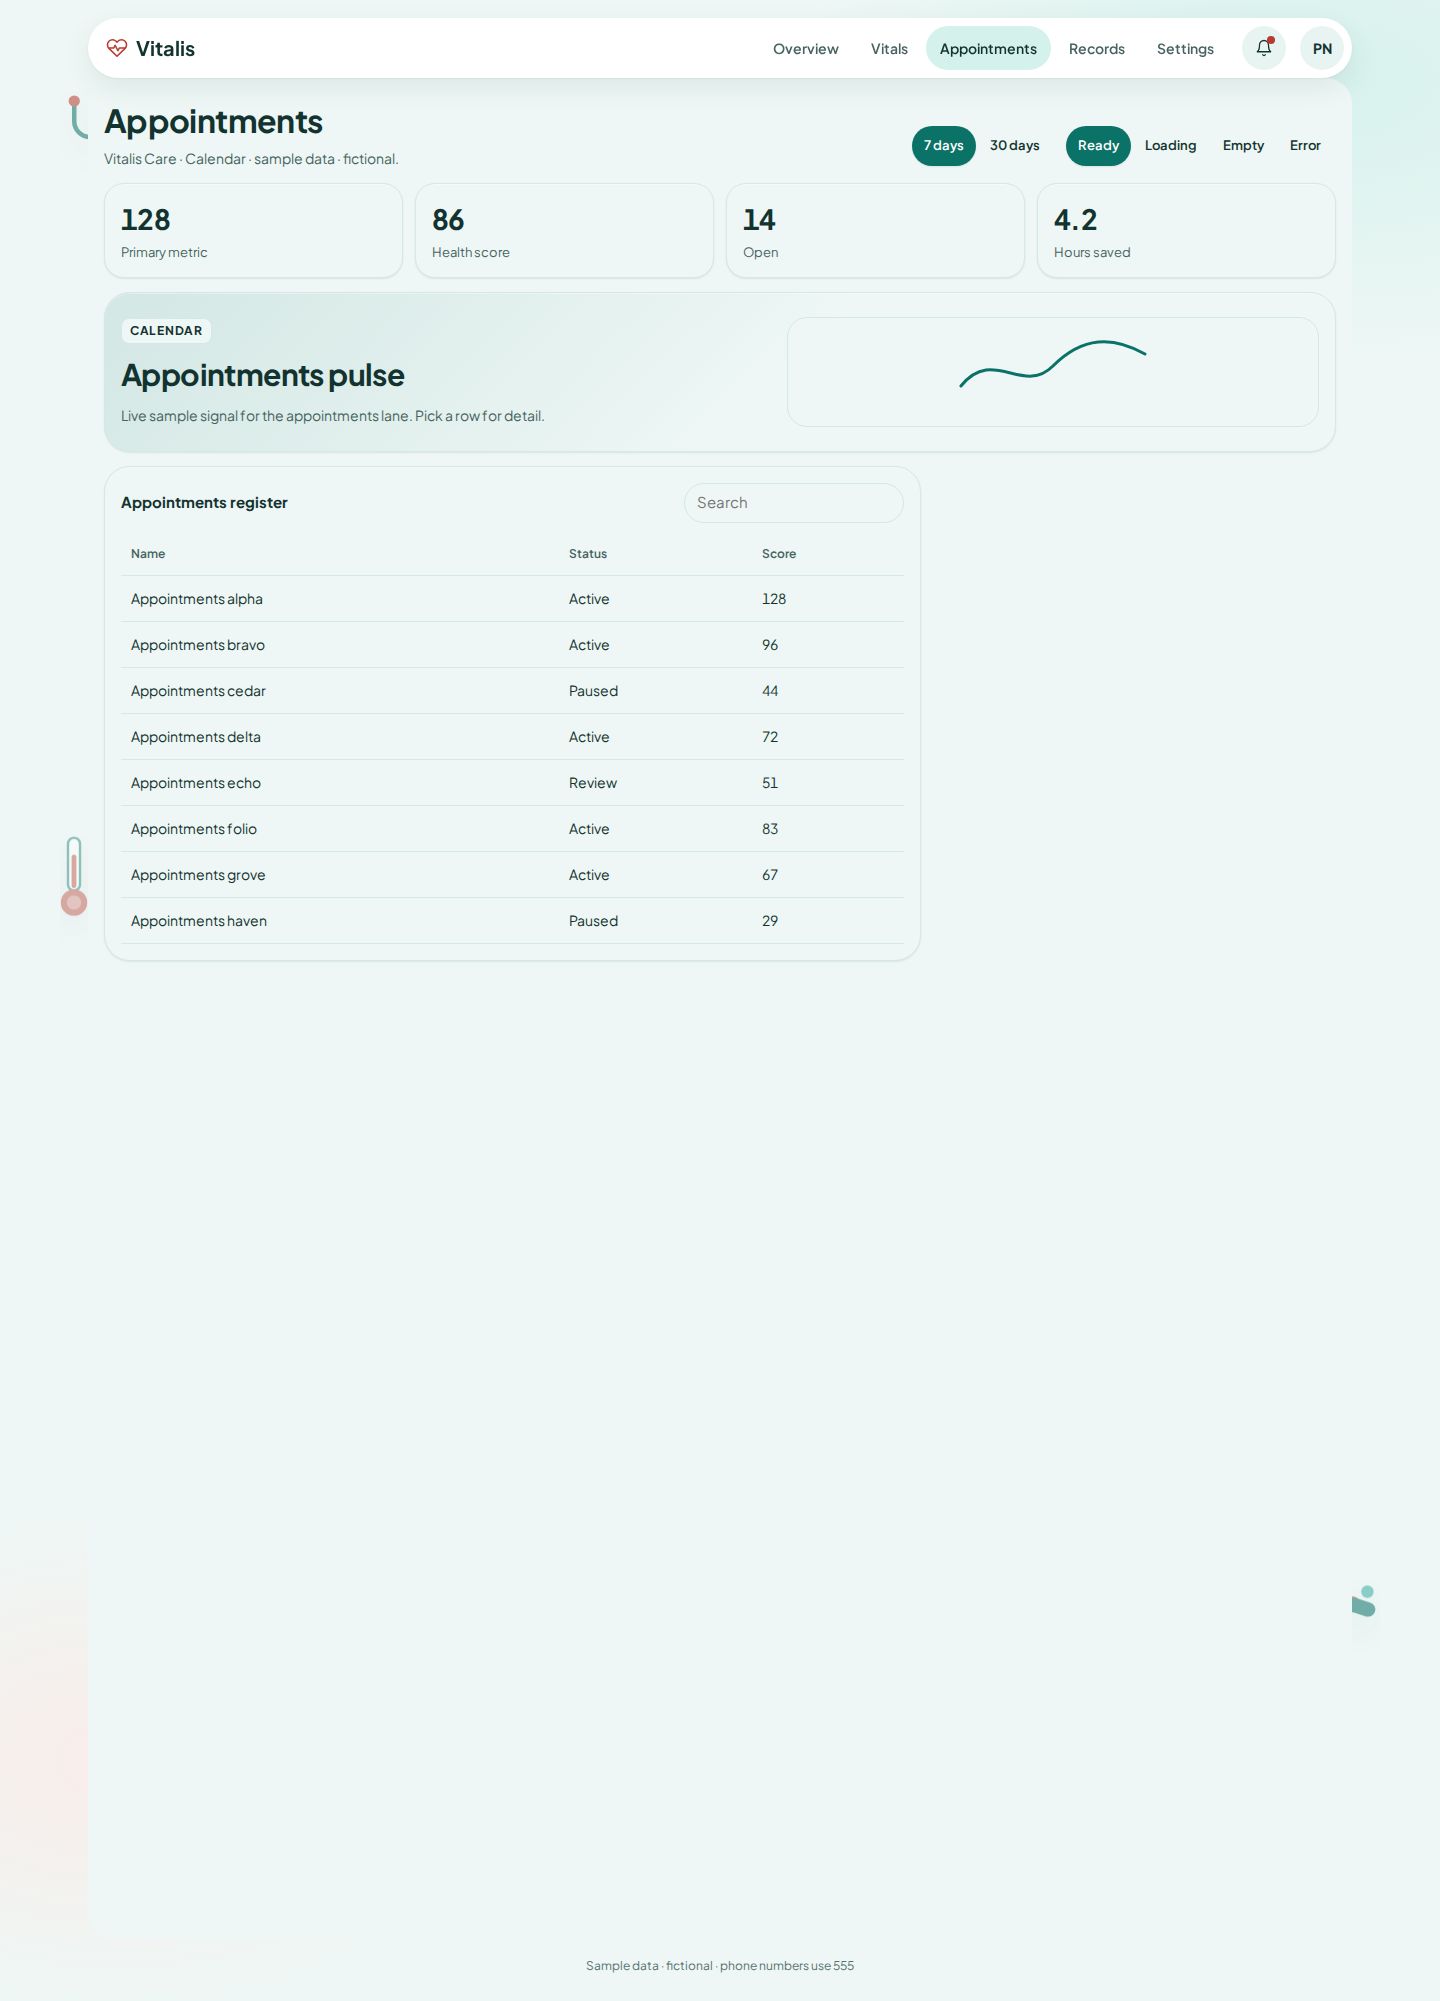 Vitalis
Overview
Vitals
Appointments
Records
Settings
PN
Appointments
Vitalis Care · Calendar · sample data · fictional.
7 days
30 days
Ready
Loading
Empty
Error
128
Primary metric
86
Health score
14
Open
4.2
Hours saved
CALENDAR
Appointments pulse
Live sample signal for the appointments lane. Pick a row for detail.
Appointments register
Search
Name Status Score
Appointments alpha Active 128
Appointments bravo Active 96
Appointments cedar Paused 44
Appointments delta Active 72
Appointments echo Review 51
Appointments folio Active 83
Appointments grove Active 67
Appointments haven Paused 29
Sample data · fictional · phone numbers use 555